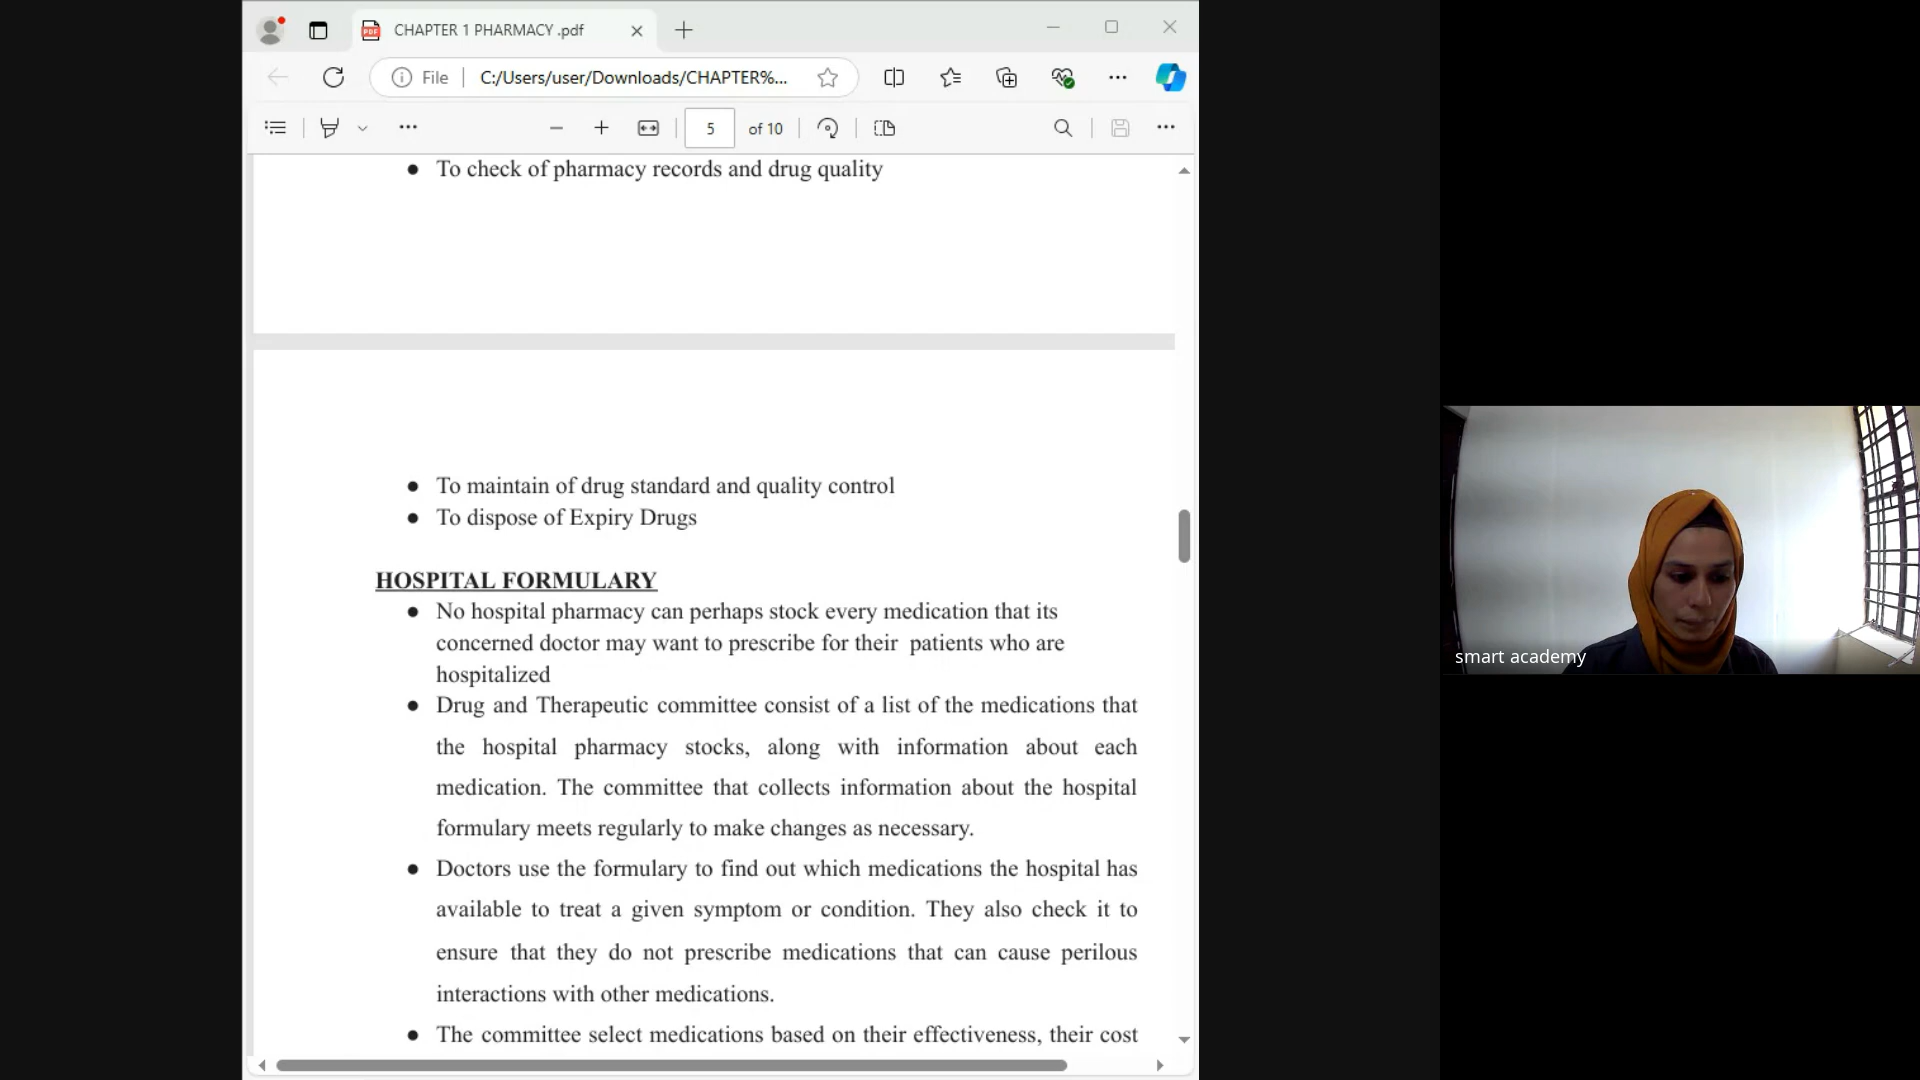 CHAPTER 1 PHARMACY .pdf
File
C:/Users/user/Downloads/CHAPTER%...
5 of 10
● To check of pharmacy records and drug quality
● To maintain of drug standard and quality control
● To dispose of Expiry Drugs
HOSPITAL FORMULARY
● No hospital pharmacy can perhaps stock every medication that its
concerned doctor may want to prescribe for their patients who are
hospitalized
● Drug and Therapeutic committee consist of a list of the medications that
the hospital pharmacy stocks, along with information about each
medication. The committee that collects information about the hospital
formulary meets regularly to make changes as necessary.
● Doctors use the formulary to find out which medications the hospital has
available to treat a given symptom or condition. They also check it to
ensure that they do not prescribe medications that can cause perilous
interactions with other medications.
● The committee select medications based on their effectiveness, their cost
smart academy